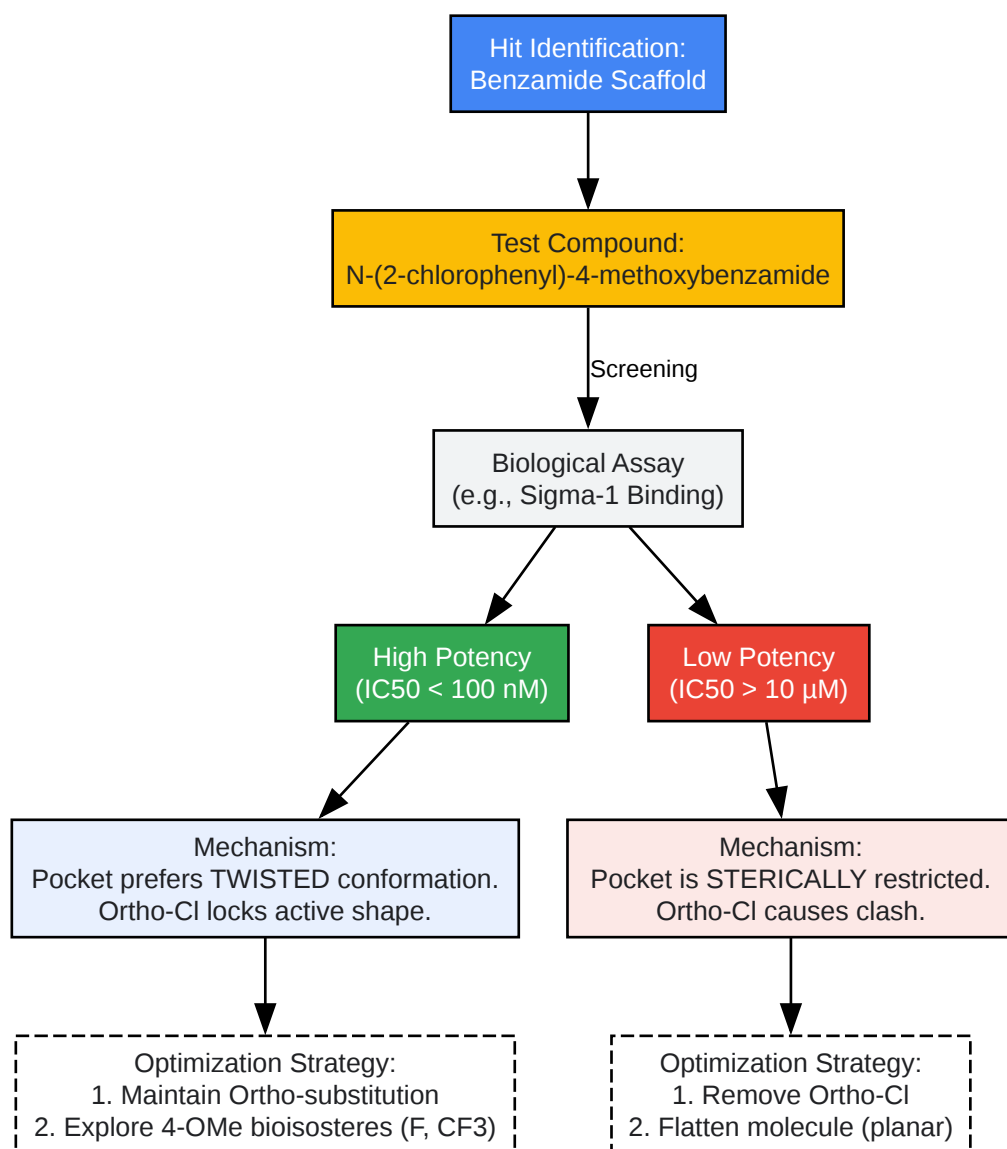 Hit Identification:
Benzamide Scaffold
Test Compound:
N-(2-chlorophenyl)-4-methoxybenzamide
Screening
Biological Assay
(e.g., Sigma-1 Binding)
High Potency
(IC50 < 100 nM)
Low Potency
(IC50 > 10 µM)
Mechanism:
Pocket prefers TWISTED conformation.
Ortho-Cl locks active shape.
Mechanism:
Pocket is STERICALLY restricted.
Ortho-Cl causes clash.
Optimization Strategy:
1. Maintain Ortho-substitution
2. Explore 4-OMe bioisosteres (F, CF3)
Optimization Strategy:
1. Remove Ortho-Cl
2. Flatten molecule (planar)